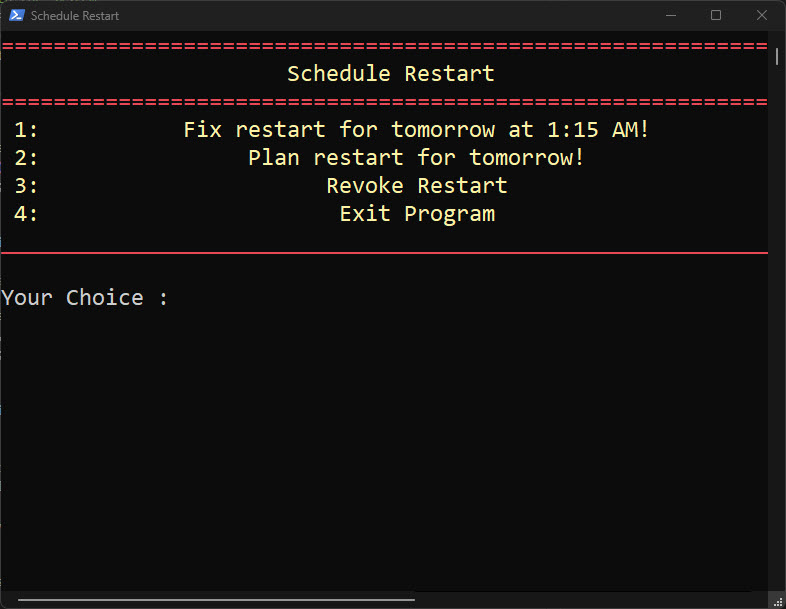 Schedule Restart
===========================================================
Schedule Restart
===========================================================
1: Fix restart for tomorrow at 1:15 AM!
2: Plan restart for tomorrow!
3: Revoke Restart
4: Exit Program
Your Choice :